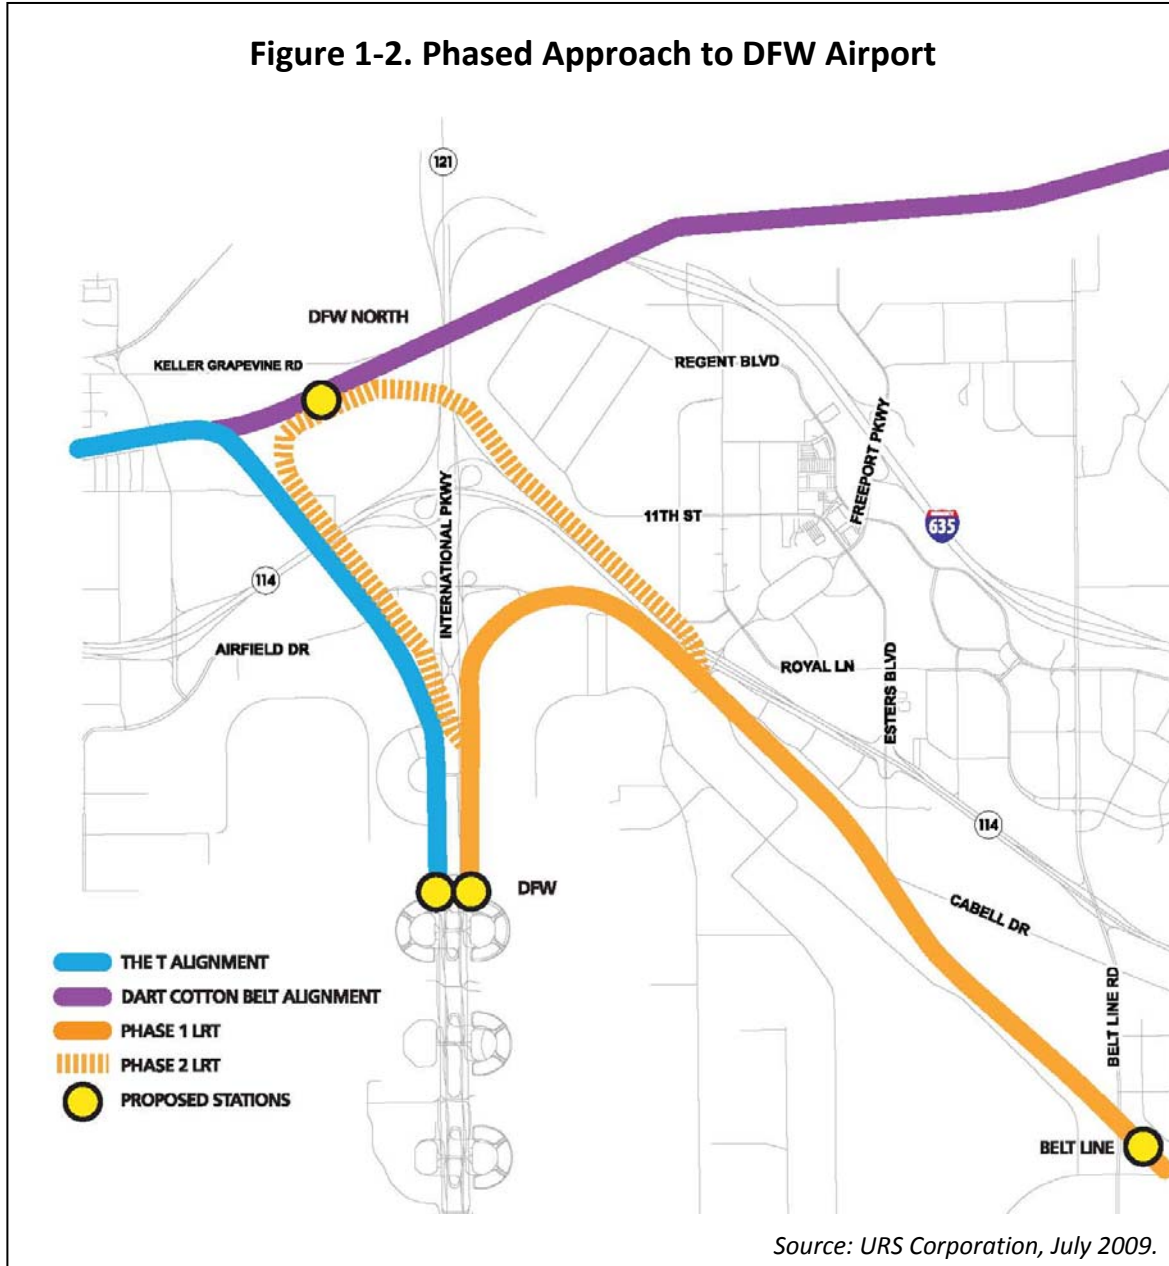 Figure 1-2. Phased Approach to DFW Airport
121
DFW NORTH
KELLER GRAPEVINE RD
REGENT BLVD
FREEPORT PKWY
11TH ST
635
INTERNATIONAL PKWY
114
AIRFIELD DR
ROYAL LN
ESTERS BLVD
114
DFW
CABELL DR
THE T ALIGNMENT
DART COTTON BELT ALIGNMENT
PHASE 1 LRT
PHASE 2 LRT
PROPOSED STATIONS
BELT LINE RD
BELT LINE
Source: URS Corporation, July 2009.